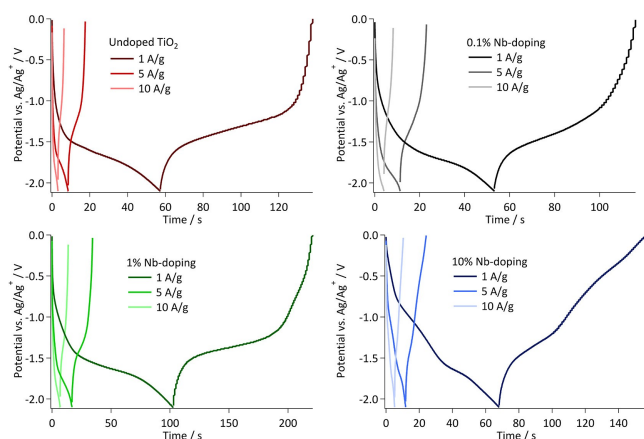 Undoped TiO₂
1 A/g
5 A/g
10 A/g
Potential vs. Ag/Ag⁺ / V
0.0
-0.5
-1.0
-1.5
-2.0
0 20 40 60 80 100 120
Time / s
0.1% Nb-doping
1 A/g
5 A/g
10 A/g
Potential vs. Ag/Ag⁺ / V
0.0
-0.5
-1.0
-1.5
-2.0
0 20 40 60 80 100
Time / s
1% Nb-doping
1 A/g
5 A/g
10 A/g
Potential vs. Ag/Ag⁺ / V
0.0
-0.5
-1.0
-1.5
-2.0
0 50 100 150 200
Time / s
10% Nb-doping
1 A/g
5 A/g
10 A/g
Potential vs. Ag/Ag⁺ / V
0.0
-0.5
-1.0
-1.5
-2.0
0 20 40 60 80 100 120 140
Time / s